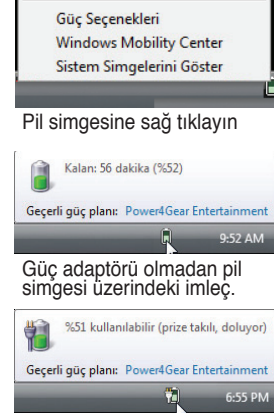 Güç Seçenekleri
Windows Mobility Center
Sistem Simgelerini Göster
Pil simgesine sağ tıklayın
Kalan: 56 dakika (%52)
Geçerli güç planı: Power4Gear Entertainment
9:52 AM
Güç adaptörü olmadan pil
simgesi üzerindeki imleç.
%51 kullanılabilir (prize takılı, doluyor)
Geçerli güç planı: Power4Gear Entertainment
6:55 PM